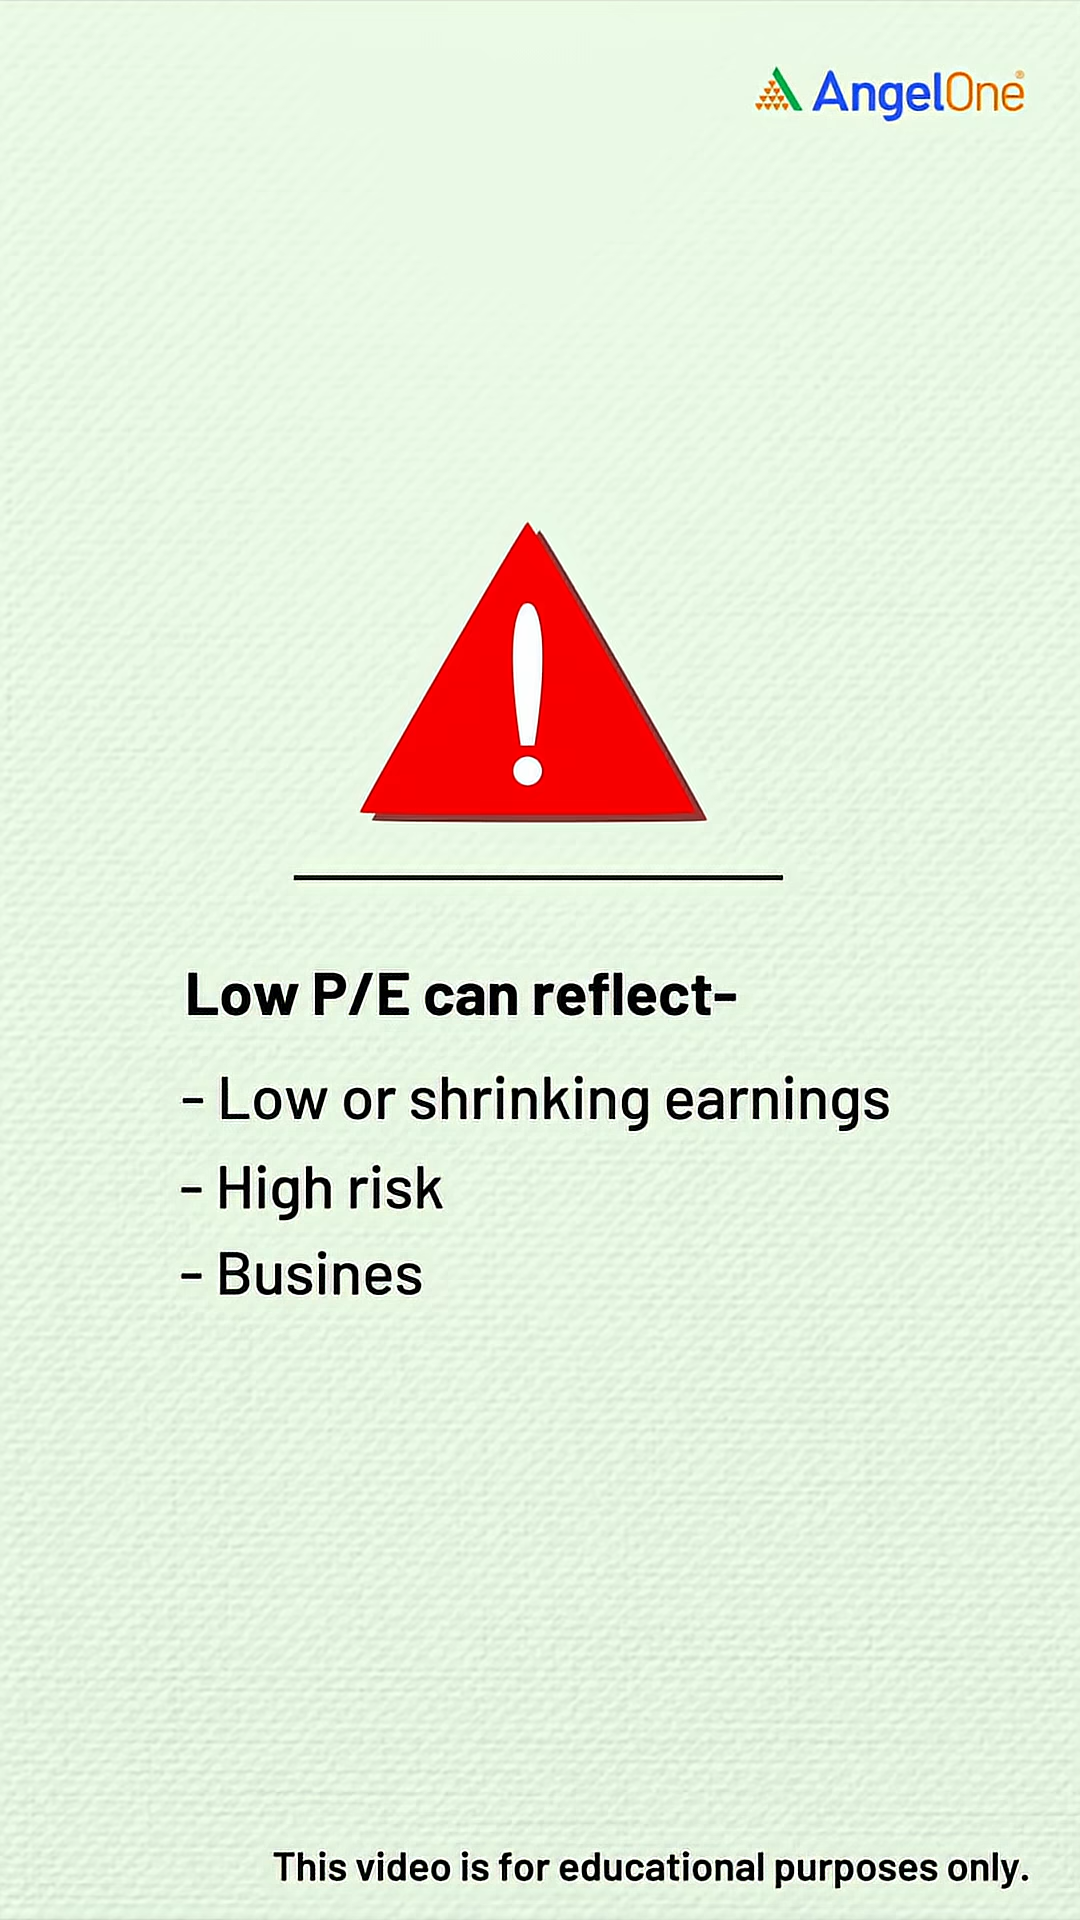 AngelOne
Low P/E can reflect-
- Low or shrinking earnings
- High risk
- Busines
This video is for educational purposes only.